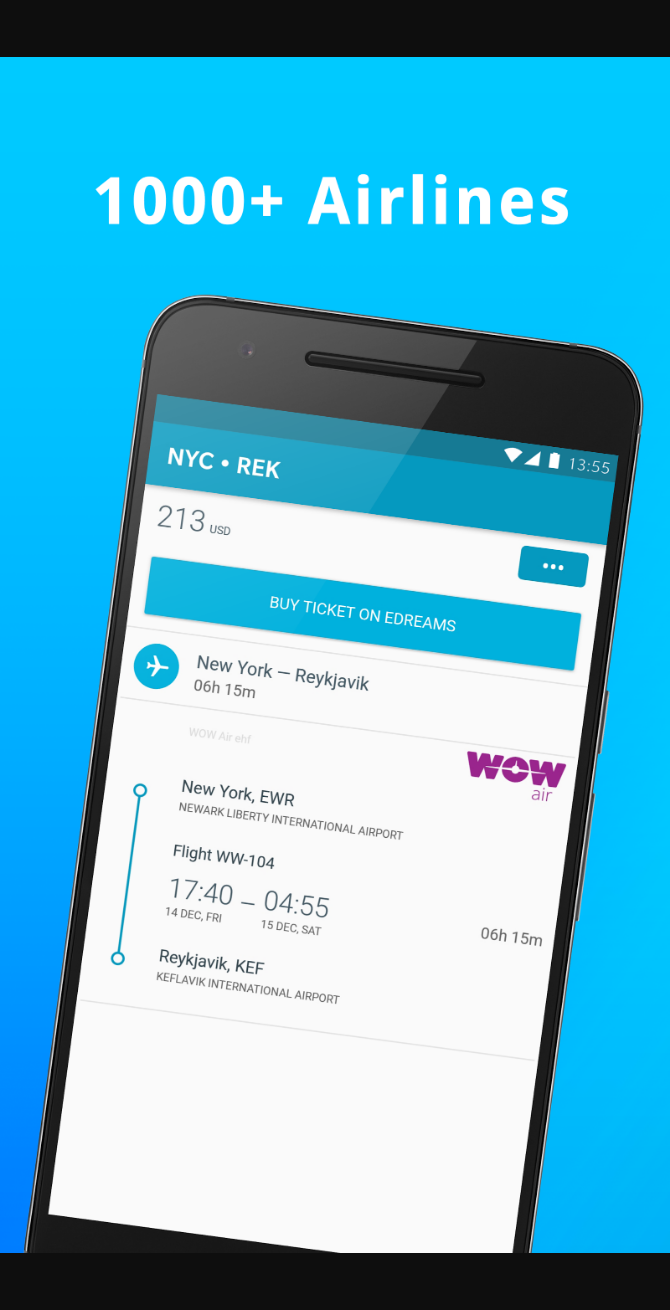 1000+ Airlines
13:55
NYC • REK
213 USD
•••
BUY TICKET ON EDREAMS
New York — Reykjavik
06h 15m
WOW Air ehf
WOW
air
New York, EWR
NEWARK LIBERTY INTERNATIONAL AIRPORT
Flight WW-104
17:40 – 04:55
14 DEC, FRI 15 DEC, SAT
06h 15m
Reykjavik, KEF
KEFLAVIK INTERNATIONAL AIRPORT